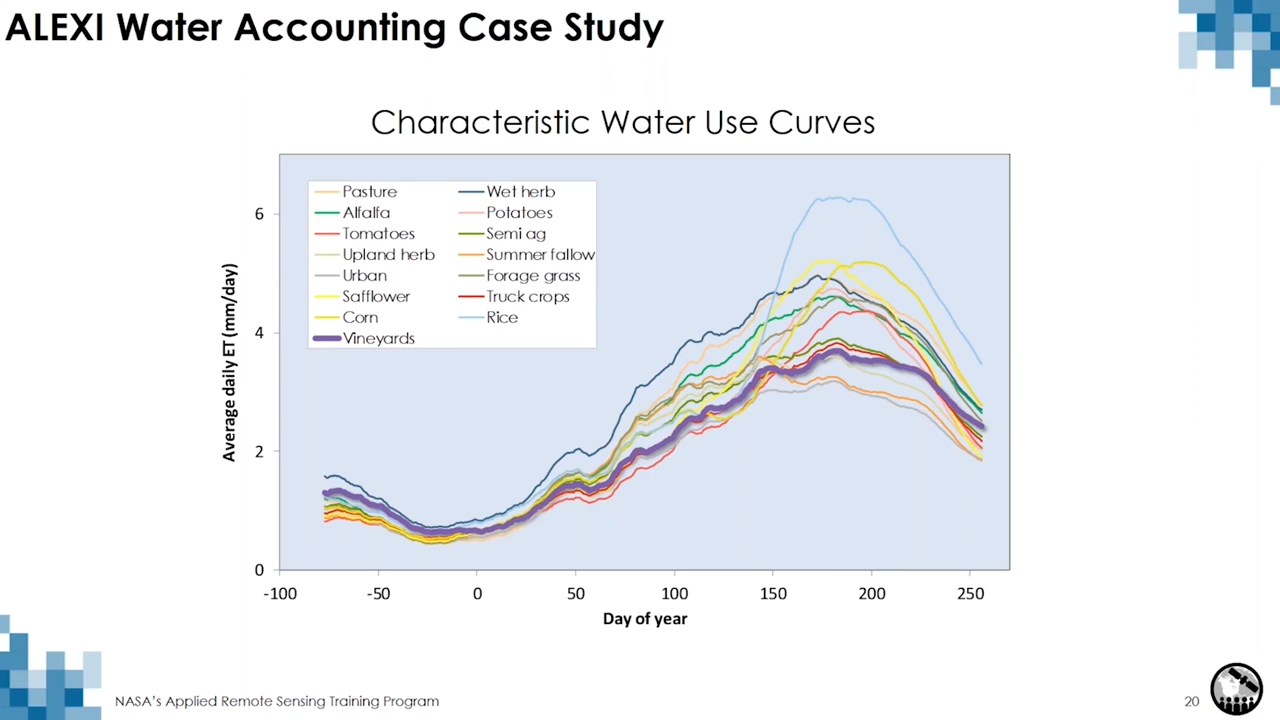 ALEXI Water Accounting Case Study
Characteristic Water Use Curves
Pasture Wet herb
Alfalfa Potatoes
Tomatoes Semi ag
Upland herb Summer fallow
Urban Forage grass
Safflower Truck crops
Corn Rice
Vineyards
Average daily ET (mm/day)
6
4
2
0
-100 -50 0 50 100 150 200 250
Day of year
NASA's Applied Remote Sensing Training Program
20